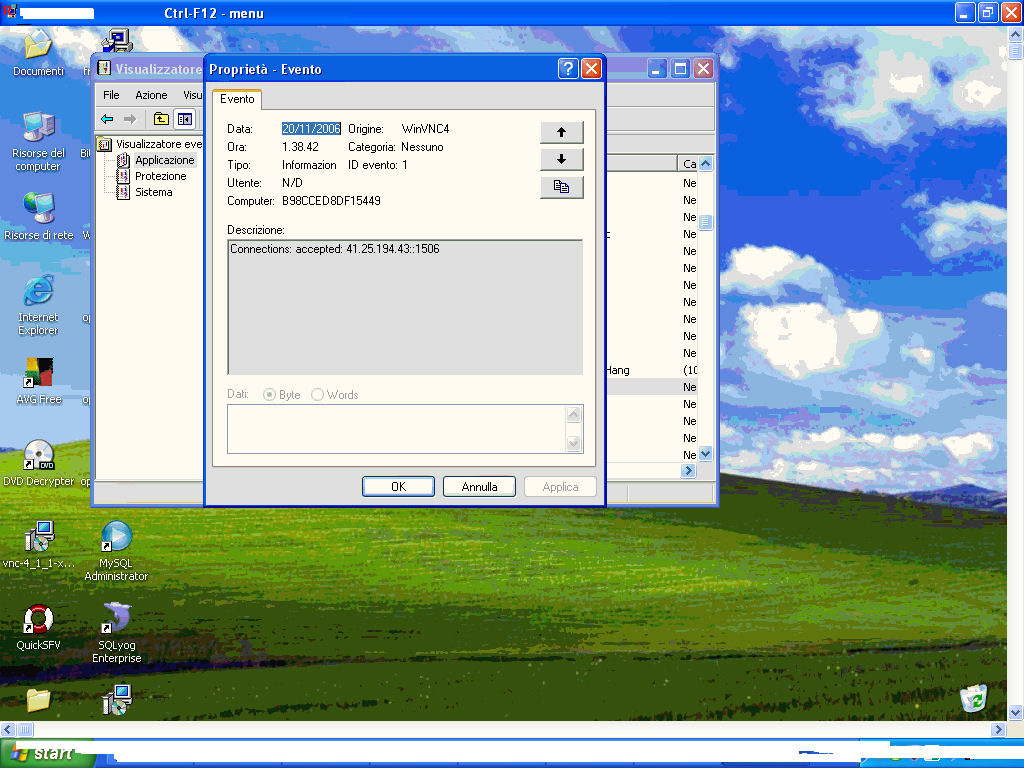 Ctrl-F12 - menu
Documenti
Risorse del
computer
Risorse di rete
Internet
Explorer
AVG Free
DVD Decrypter
vnc-4_1_1-x...
MySQL
Administrator
QuickSFV
SQLyog
Enterprise
Visualizzatore
File Azione Visu
Visualizzatore eve
Applicazione
Protezione
Sistema
Ca
Ne
Ne
Ne
Ne
Ne
Ne
Ne
Ne
Ne
Ne
Ne
Hang (10
Ne
Ne
Ne
Ne
Ne
Proprietà - Evento
Evento
Data: 20/11/2006 Origine: WinVNC4
Ora: 1.38.42 Categoria: Nessuno
Tipo: Informazion ID evento: 1
Utente: N/D
Computer: B98CCED8DF15449
Descrizione:
Connections: accepted: 41.25.194.43::1506
Dati: Byte Words
OK Annulla Applica
start